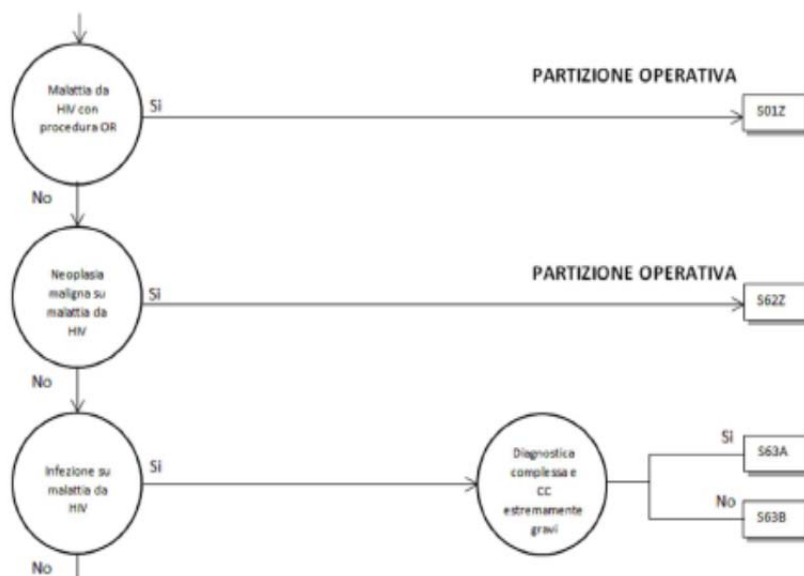 PARTIZIONE OPERATIVA
Malattia da
HIV con
procedura OR
Si
S01Z
No
PARTIZIONE OPERATIVA
Neoplasia
maligna su
malattia da
HIV
Si
S62Z
No
Infezione su
malattia da
HIV
Si
Diagnostica
complessa e
CC
estremamente
gravi
Si
S63A
No
S63B
No